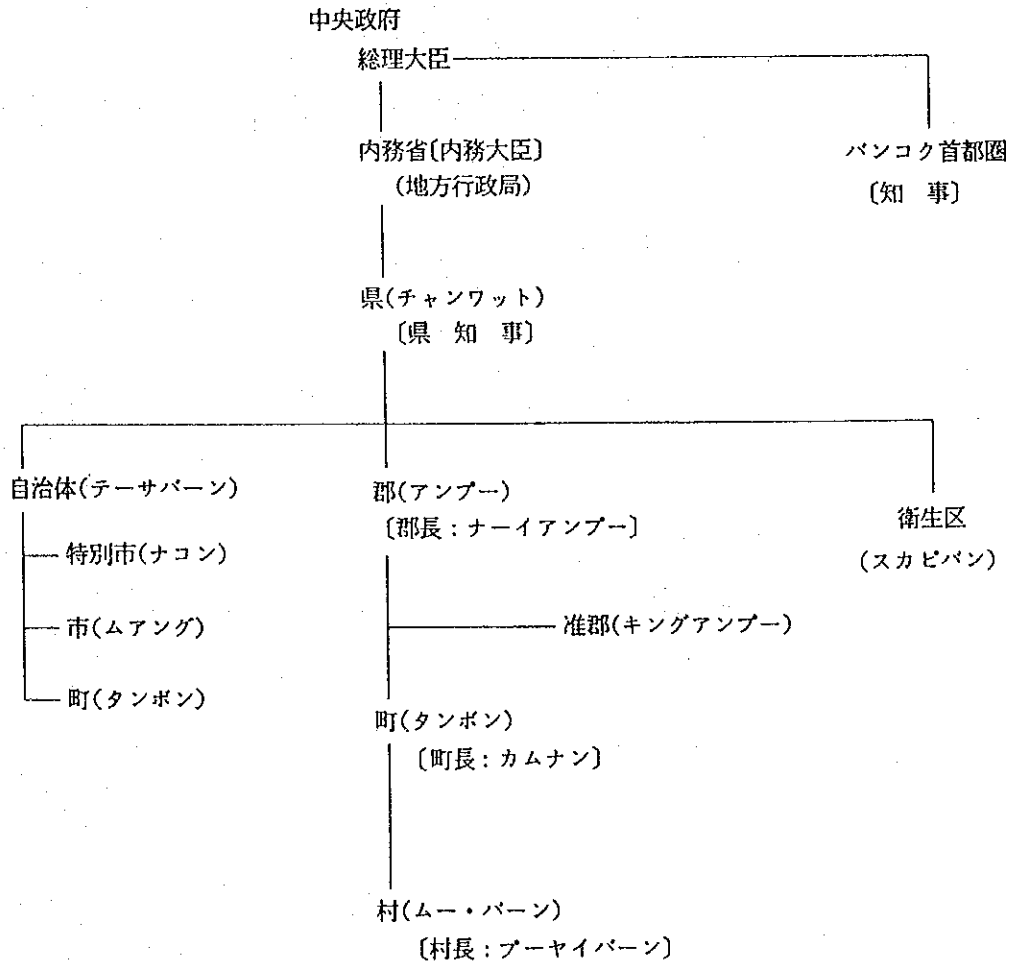 中央政府
総理大臣
内務省〔内務大臣〕
(地方行政局)
バンコク首都圏
〔知 事〕
県(チャンワット)
〔県 知 事〕
自治体(テーサバーン)
特別市(ナコン)
市(ムアング)
町(タンボン)
郡(アンプー)
〔郡長：ナーイアンプー〕
衛生区
(スカピバン)
准郡(キングアンプー)
町(タンボン)
〔町長：カムナン〕
村(ムー・バーン)
〔村長：プーヤイバーン〕